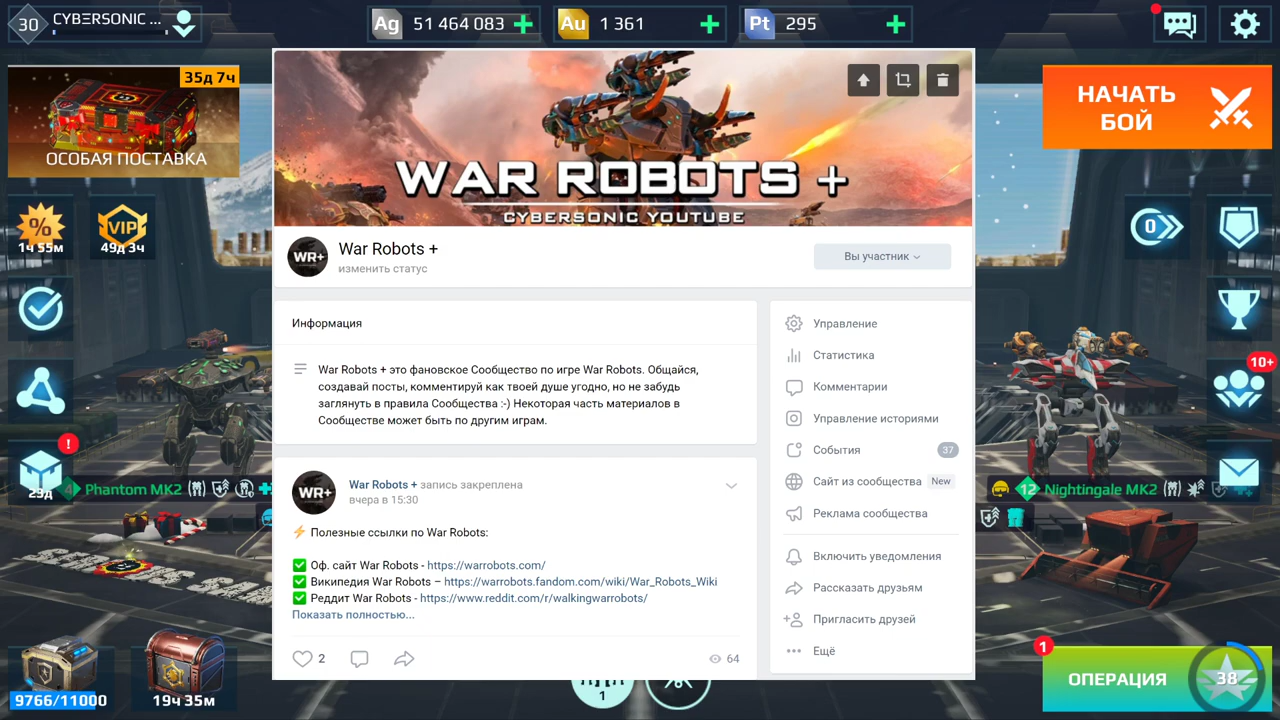 30
CYBERSONIC ...
Ag 51 464 083
Au 1 361
Pt 295
35д 7ч
ОСОБАЯ ПОСТАВКА
%
1ч 55м
VIP
49д 3ч
!
29д
Phantom MK2
9766/11000
19ч 35м
WAR ROBOTS +
CYBERSONIC YOUTUBE
WR+
War Robots +
изменить статус
Вы участник
Информация
War Robots + это фановское Сообщество по игре War Robots. Общайся,
создавай посты, комментируй как твоей душе угодно, но не забудь
заглянуть в правила Сообщества :-) Некоторая часть материалов в
Сообществе может быть по другим играм.
WR+
War Robots + запись закреплена
вчера в 15:30
⚡ Полезные ссылки по War Robots:
✅ Оф. сайт War Robots - https://warrobots.com/
✅ Википедия War Robots – https://warrobots.fandom.com/wiki/War_Robots_Wiki
✅ Реддит War Robots - https://www.reddit.com/r/walkingwarrobots/
Показать полностью...
2
64
Управление
Статистика
Комментарии
Управление историями
События 37
Сайт из сообщества New
Реклама сообщества
Включить уведомления
Рассказать друзьям
Пригласить друзей
Ещё
1
НАЧАТЬ
БОЙ
0
10+
12 Nightingale MK2
1
ОПЕРАЦИЯ
38